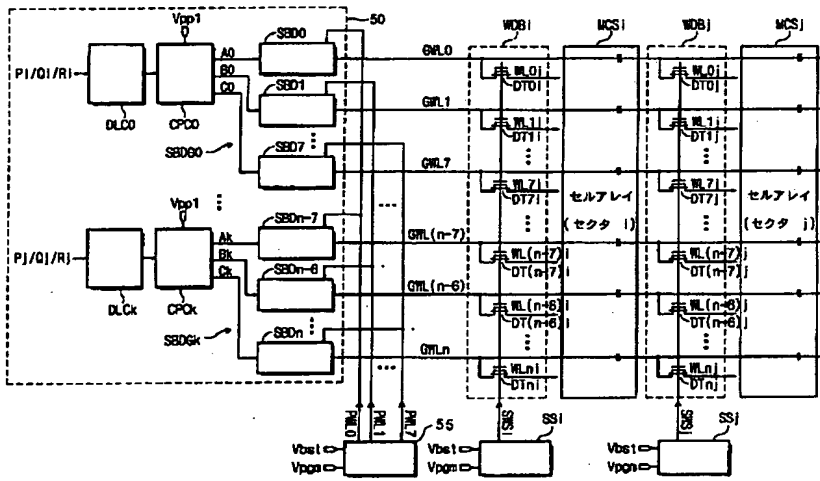 50
WDBi
MCSi
WDBj
MCSj
Vpp1
SBD0
A0
GWL0
B0
Pi/Qi/Ri
C0
WL0i
WL0j
SBD1
DT0i
DT0j
GWL1
DLC0
CPC0
WL1i
WL1j
SBDG0
SBD7
DT1i
DT1j
GWL7
WL7i
WL7j
DT7i
DT7j
セルアレイ
(セクタ i)
セルアレイ
(セクタ j)
Vpp1
SBDn-7
Ak
GWL(n-7)
Pj/Qj/Rj
Bk
WL(n-7)i
WL(n-7)j
Ck
SBDn-6
DT(n-7)i
DT(n-7)j
GWL(n-6)
DLCk
CPCk
WL(n-6)i
WL(n-6)j
SBDGk
SBDn
DT(n-6)i
DT(n-6)j
GWLn
WLni
WLnj
DTni
DTnj
PWL0
PWL1
PWL7
55
SWSi
SSi
SWSj
SSj
Vbst
Vpgm
Vbst
Vpgm
Vbst
Vpgm